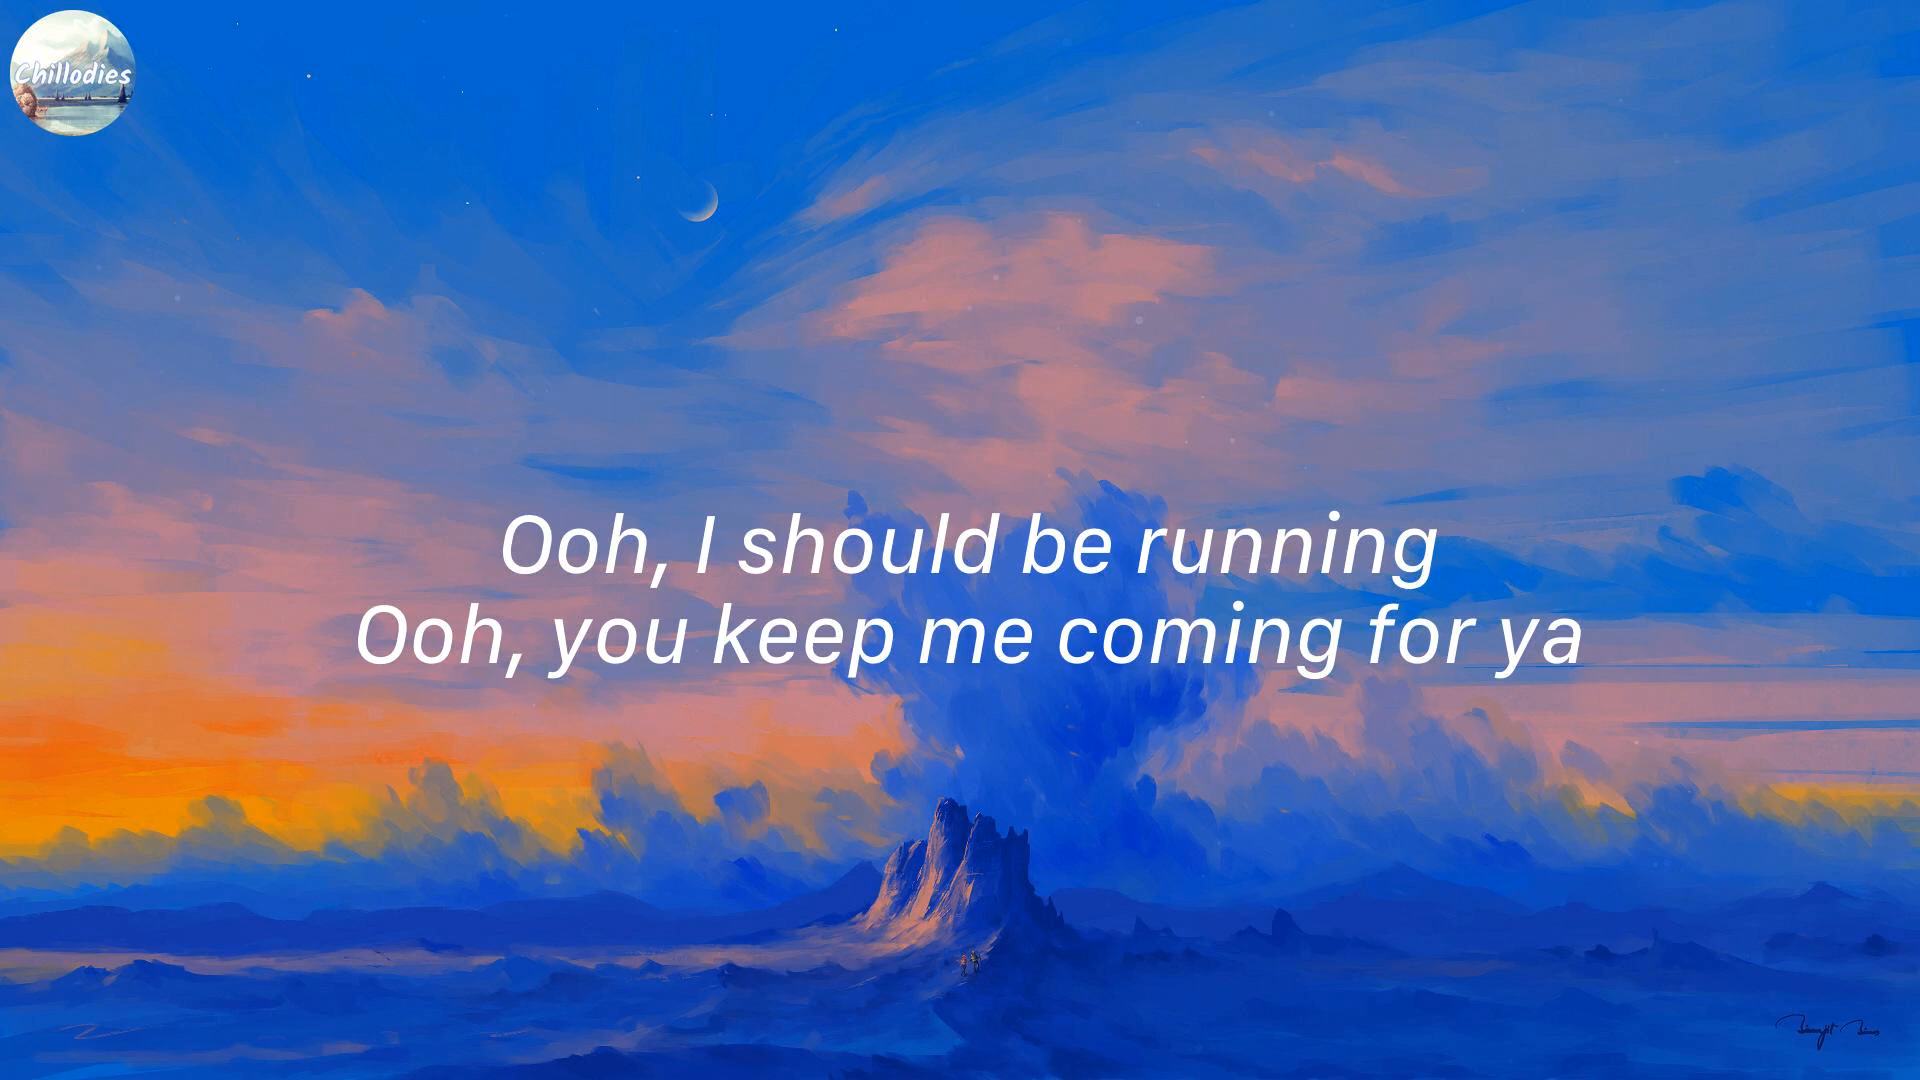 Chillodies
Ooh, I should be running
Ooh, you keep me coming for ya